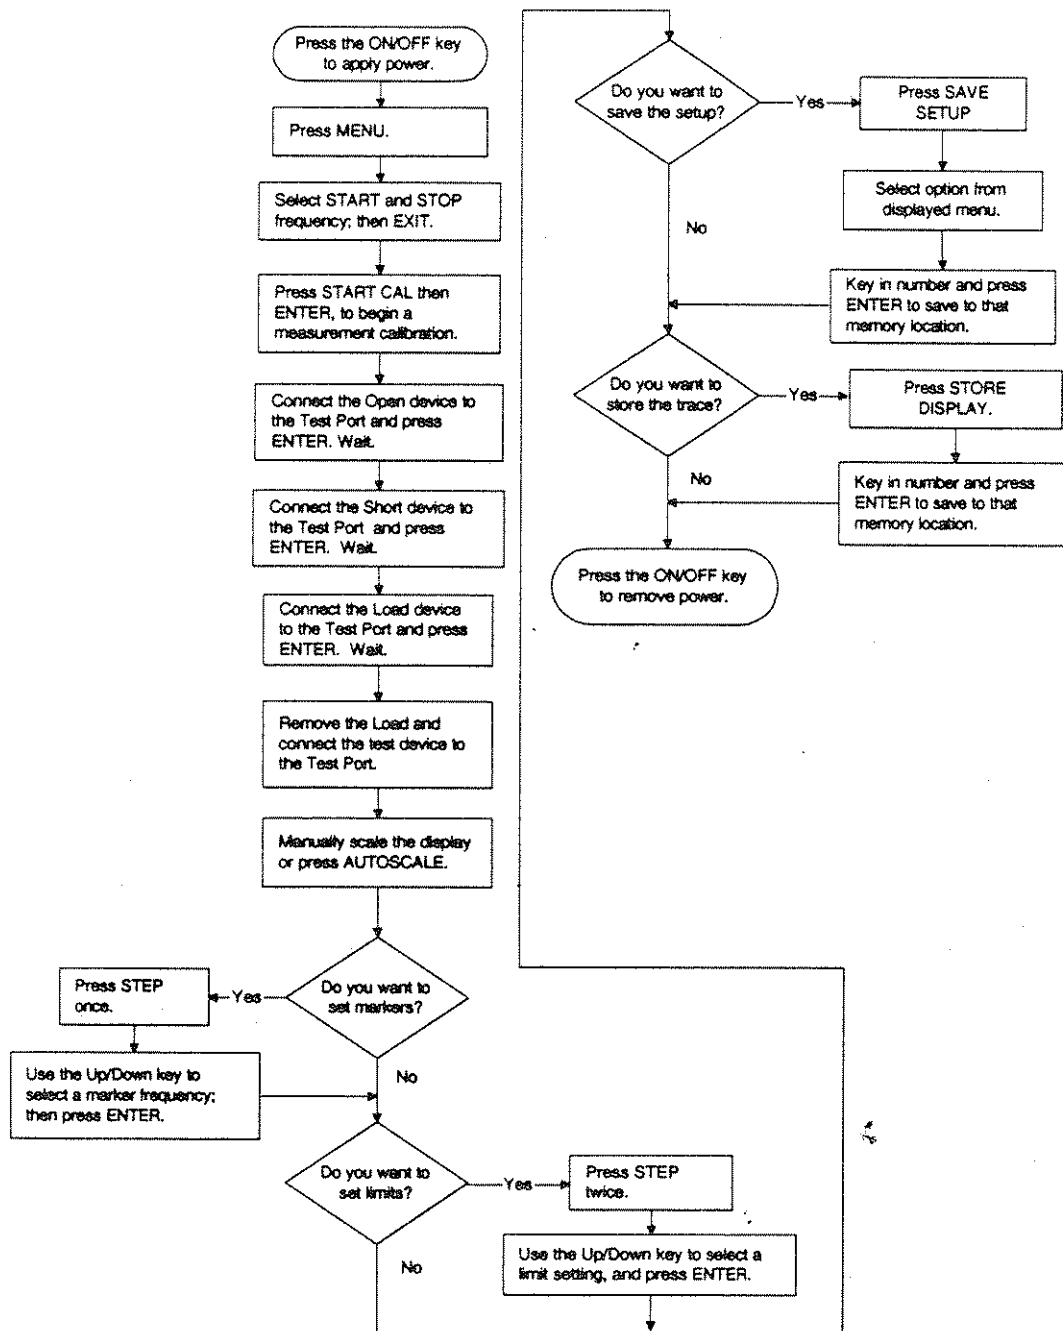 Press the ON/OFF key
to apply power.
Press MENU.
Select START and STOP
frequency; then EXIT.
Press START CAL then
ENTER, to begin a
measurement calibration.
Connect the Open device to
the Test Port and press
ENTER. Wait.
Connect the Short device to
the Test Port and press
ENTER. Wait.
Connect the Load device
to the Test Port and press
ENTER. Wait.
Remove the Load and
connect the test device to
the Test Port.
Manually scale the display
or press AUTOSCALE.
Do you want to
set markers?
Yes
Press STEP
once.
Use the Up/Down key to
select a marker frequency;
then press ENTER.
No
Do you want to
set limits?
Yes
Press STEP
twice.
Use the Up/Down key to select a
limit setting, and press ENTER.
No
Do you want to
save the setup?
Yes
Press SAVE
SETUP
Select option from
displayed menu.
Key in number and press
ENTER to save to that
memory location.
No
Do you want to
store the trace?
Yes
Press STORE
DISPLAY.
Key in number and press
ENTER to save to that
memory location.
No
Press the ON/OFF key
to remove power.